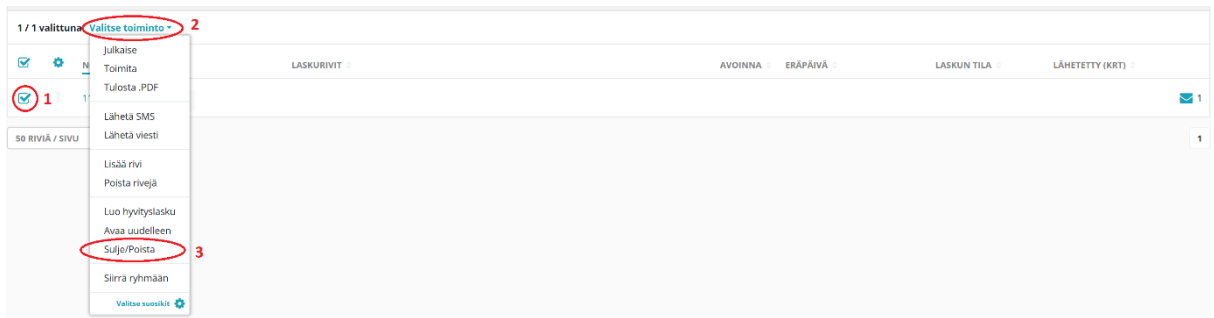 1 / 1 valittuna Valitse toiminto 2
Julkaise
Toimita
Tulosta .PDF
Lähetä SMS
Lähetä viesti
Lisää rivi
Poista rivejä
Luo hyvityslasku
Avaa uudelleen
Sulje/Poista 3
Siirrä ryhmään
Valitse suosikit
N LASKURIVIT AVOINNA ERÄPÄIVÄ LASKUN TILA LÄHETETTY (KRT)
1 1
50 RIVIÄ / SIVU 1